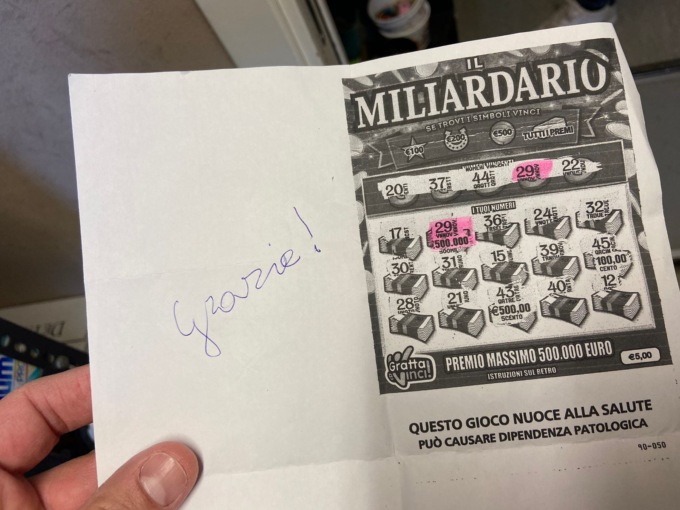 Grazie!
IL
MILIARDARIO
SE TROVI I SIMBOLI VINCI
€100
€200
€500
TUTTI I PREMI
NUMERI VINCENTI
20 37 44 29 22
I TUOI NUMERI
17 29 36 24 32
500.000
30 31 15 39 45
100,00
CENTO
28 21 43 40 12
€500,00
Gratta e Vinci!
PREMIO MASSIMO 500.000 EURO
€5,00
ISTRUZIONI SUL RETRO
QUESTO GIOCO NUOCE ALLA SALUTE
PUÒ CAUSARE DIPENDENZA PATOLOGICA
90-050